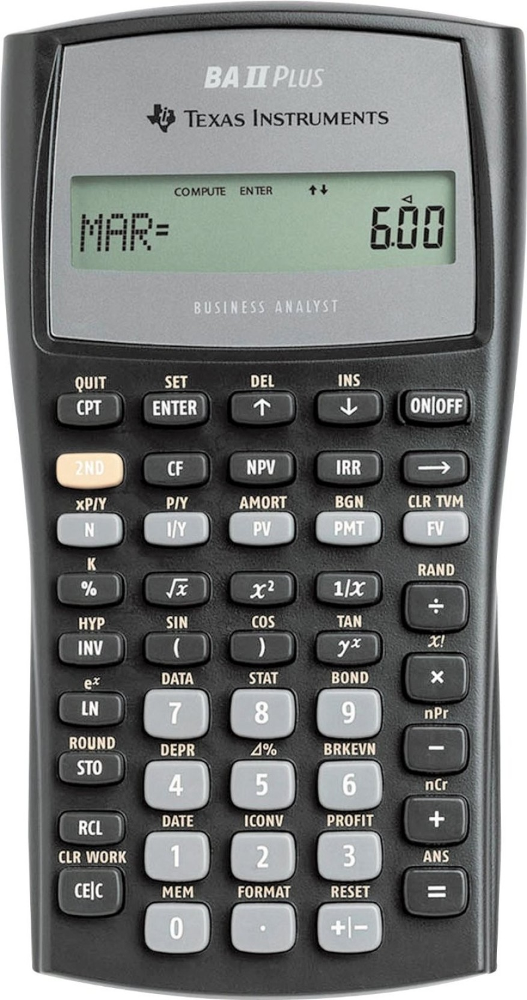 BA II PLUS
TEXAS INSTRUMENTS
COMPUTE ENTER ↑↓
MAR= 6.00
BUSINESS ANALYST
QUIT SET DEL INS
CPT ENTER ↑ ↓ ON|OFF
2ND CF NPV IRR →
xP/Y P/Y AMORT BGN CLR TVM
N I/Y PV PMT FV
K RAND
% √x x² 1/x ÷
HYP SIN COS TAN x!
INV ( ) yˣ ×
eˣ DATA STAT BOND nPr
LN 7 8 9 −
ROUND DEPR Δ% BRKEVN nCr
STO 4 5 6 +
DATE ICONV PROFIT
RCL 1 2 3
CLR WORK ANS
CE|C =
MEM FORMAT RESET
0 . +|−